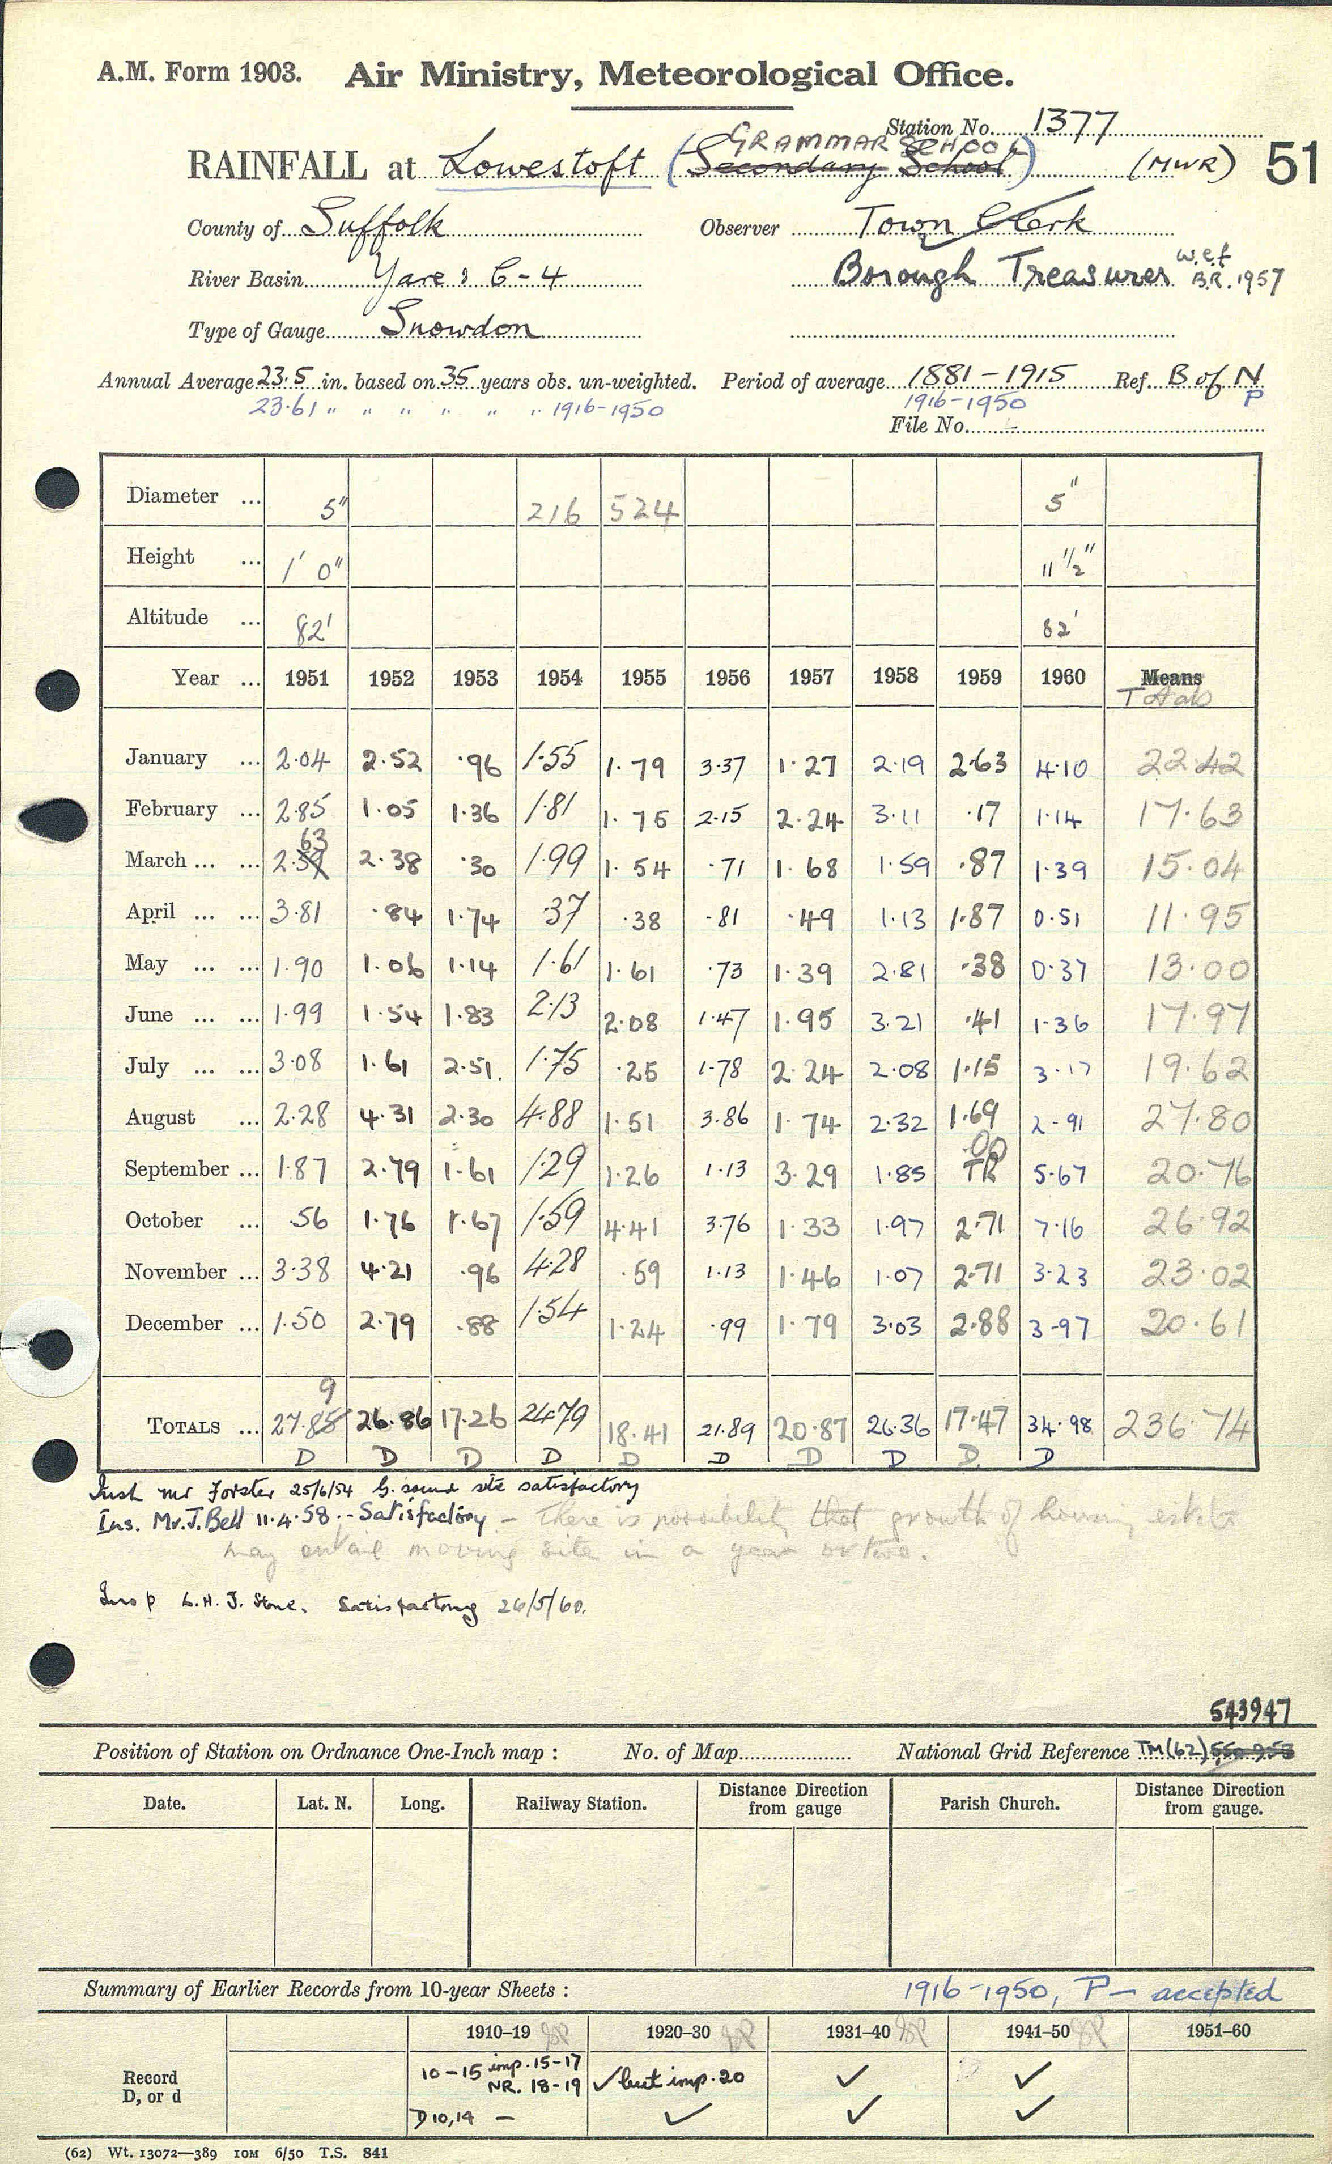 A.M. Form 1903. Air Ministry, Meteorological Office.
Station No. 1377
GRAMMAR SCHOOL
RAINFALL at Lowestoft (Secondary School) (MWR) 51
County of Suffolk Observer Town Clerk
River Basin Yare & C-4 Borough Treasurer w.e.f B.R. 1957
Type of Gauge Snowdon
Annual Average 23.5 in. based on 35 years obs. un-weighted. Period of average 1881-1915 Ref. B of N
23.61 " " " " " " 1916-1950 1916-1950 P
File No.
Diameter ... 5" 216 524 5"
Height ... 1' 0" 11 1/2"
Altitude ... 82' 82'
Year ... 1951 1952 1953 1954 1955 1956 1957 1958 1959 1960 Means
Totals
January ... 2.04 2.52 .96 1.55 1.79 3.37 1.27 2.19 2.63 4.10 22.42
February ... 2.85 1.05 1.36 1.81 1.75 2.15 2.24 3.11 .17 1.14 17.63
63
March ... ... 2.59 2.38 .30 1.99 1.54 .71 1.68 1.59 .87 1.39 15.04
April ... ... 3.81 .84 1.74 .37 .38 .81 .49 1.13 1.87 0.51 11.95
May ... ... 1.90 1.06 1.14 1.61 1.61 .73 1.39 2.81 .38 0.37 13.00
June ... ... 1.99 1.54 1.83 2.13 2.08 1.47 1.95 3.21 .41 1.36 17.97
July ... ... 3.08 1.61 2.51 1.75 .25 1.78 2.24 2.08 1.15 3.17 19.62
August ... 2.28 4.31 2.30 4.88 1.51 3.86 1.74 2.32 1.69 2.91 27.80
.00
September ... 1.87 2.79 1.61 1.29 1.26 1.13 3.29 1.85 TR 5.67 20.76
October ... .56 1.76 1.67 1.59 4.41 3.76 1.33 1.97 2.71 7.16 26.92
November ... 3.38 4.21 .96 4.28 .59 1.13 1.46 1.07 2.71 3.23 23.02
December ... 1.50 2.79 .88 1.54 1.24 .99 1.79 3.03 2.88 3.97 20.61
9
TOTALS ... 27.85 26.86 17.26 24.79 18.41 21.89 20.87 26.36 17.47 34.98 236.74
D D D D D D D D D D
Insp Mr Forster 25/6/54 G. sound site satisfactory
Ins. Mr. J. Bell 11.4.58. - Satisfactory - There is possibility that growth of housing estate
may entail moving site in a year or two.
Insp L.H.J. Stone. Satisfactory 26/5/60.
543947
Position of Station on Ordnance One-Inch map : No. of Map National Grid Reference TM(62) 550958
Date. Lat. N. Long. Railway Station. Distance from gauge Direction Parish Church. Distance from gauge. Direction
Summary of Earlier Records from 10-year Sheets : 1916-1950, P - accepted
1910–19 1920–30 1931–40 1941–50 1951–60
Record D, or d
10-15 imp. 15-17 NR. 18-19 ✓ but imp. 20 ✓ ✓
D10,14 - ✓ ✓ ✓
(62) Wt. 13072—389 10M 6/50 T.S. 841